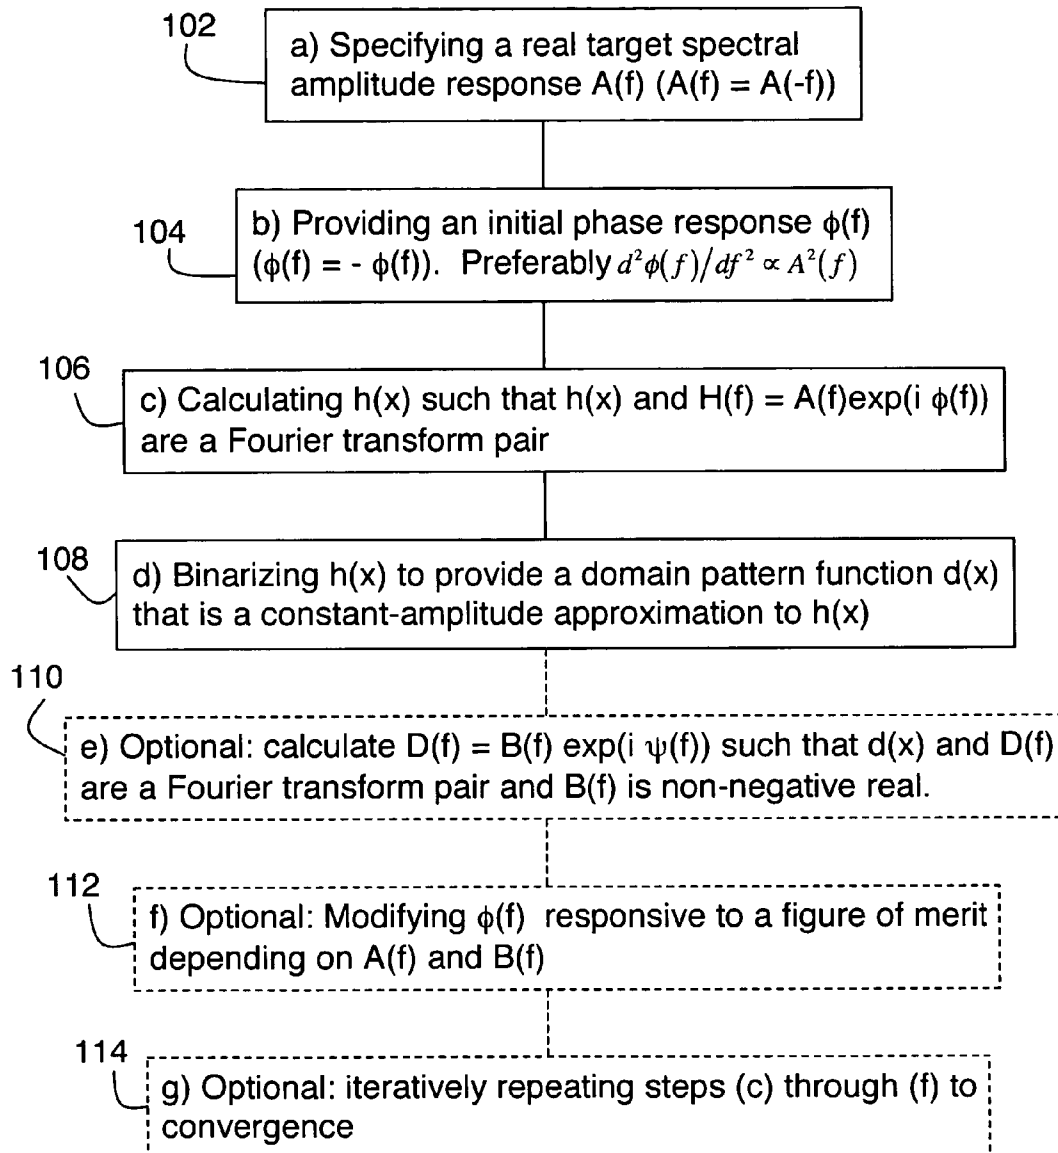 102
a) Specifying a real target spectral
amplitude response A(f) (A(f) = A(-f))
104
b) Providing an initial phase response ϕ(f)
(ϕ(f) = - ϕ(f)). Preferably d²ϕ(f)/df² ∝ A²(f)
106
c) Calculating h(x) such that h(x) and H(f) = A(f)exp(i ϕ(f))
are a Fourier transform pair
108
d) Binarizing h(x) to provide a domain pattern function d(x)
that is a constant-amplitude approximation to h(x)
110
e) Optional: calculate D(f) = B(f) exp(i ψ(f)) such that d(x) and D(f)
are a Fourier transform pair and B(f) is non-negative real.
112
f) Optional: Modifying ϕ(f) responsive to a figure of merit
depending on A(f) and B(f)
114
g) Optional: iteratively repeating steps (c) through (f) to
convergence